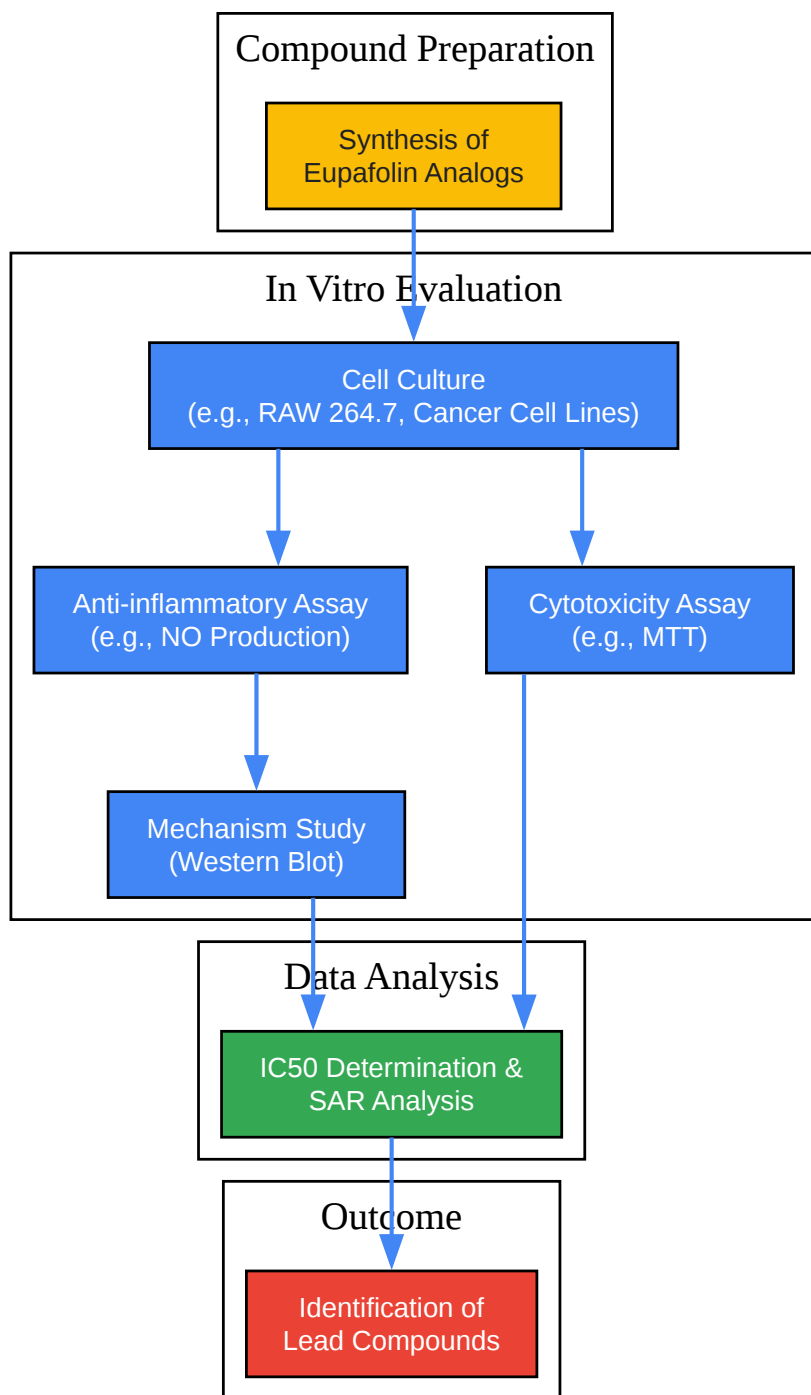 Compound Preparation
Synthesis of
Eupafolin Analogs
In Vitro Evaluation
Cell Culture
(e.g., RAW 264.7, Cancer Cell Lines)
Anti-inflammatory Assay
(e.g., NO Production)
Cytotoxicity Assay
(e.g., MTT)
Mechanism Study
(Western Blot)
Data Analysis
IC50 Determination &
SAR Analysis
Outcome
Identification of
Lead Compounds